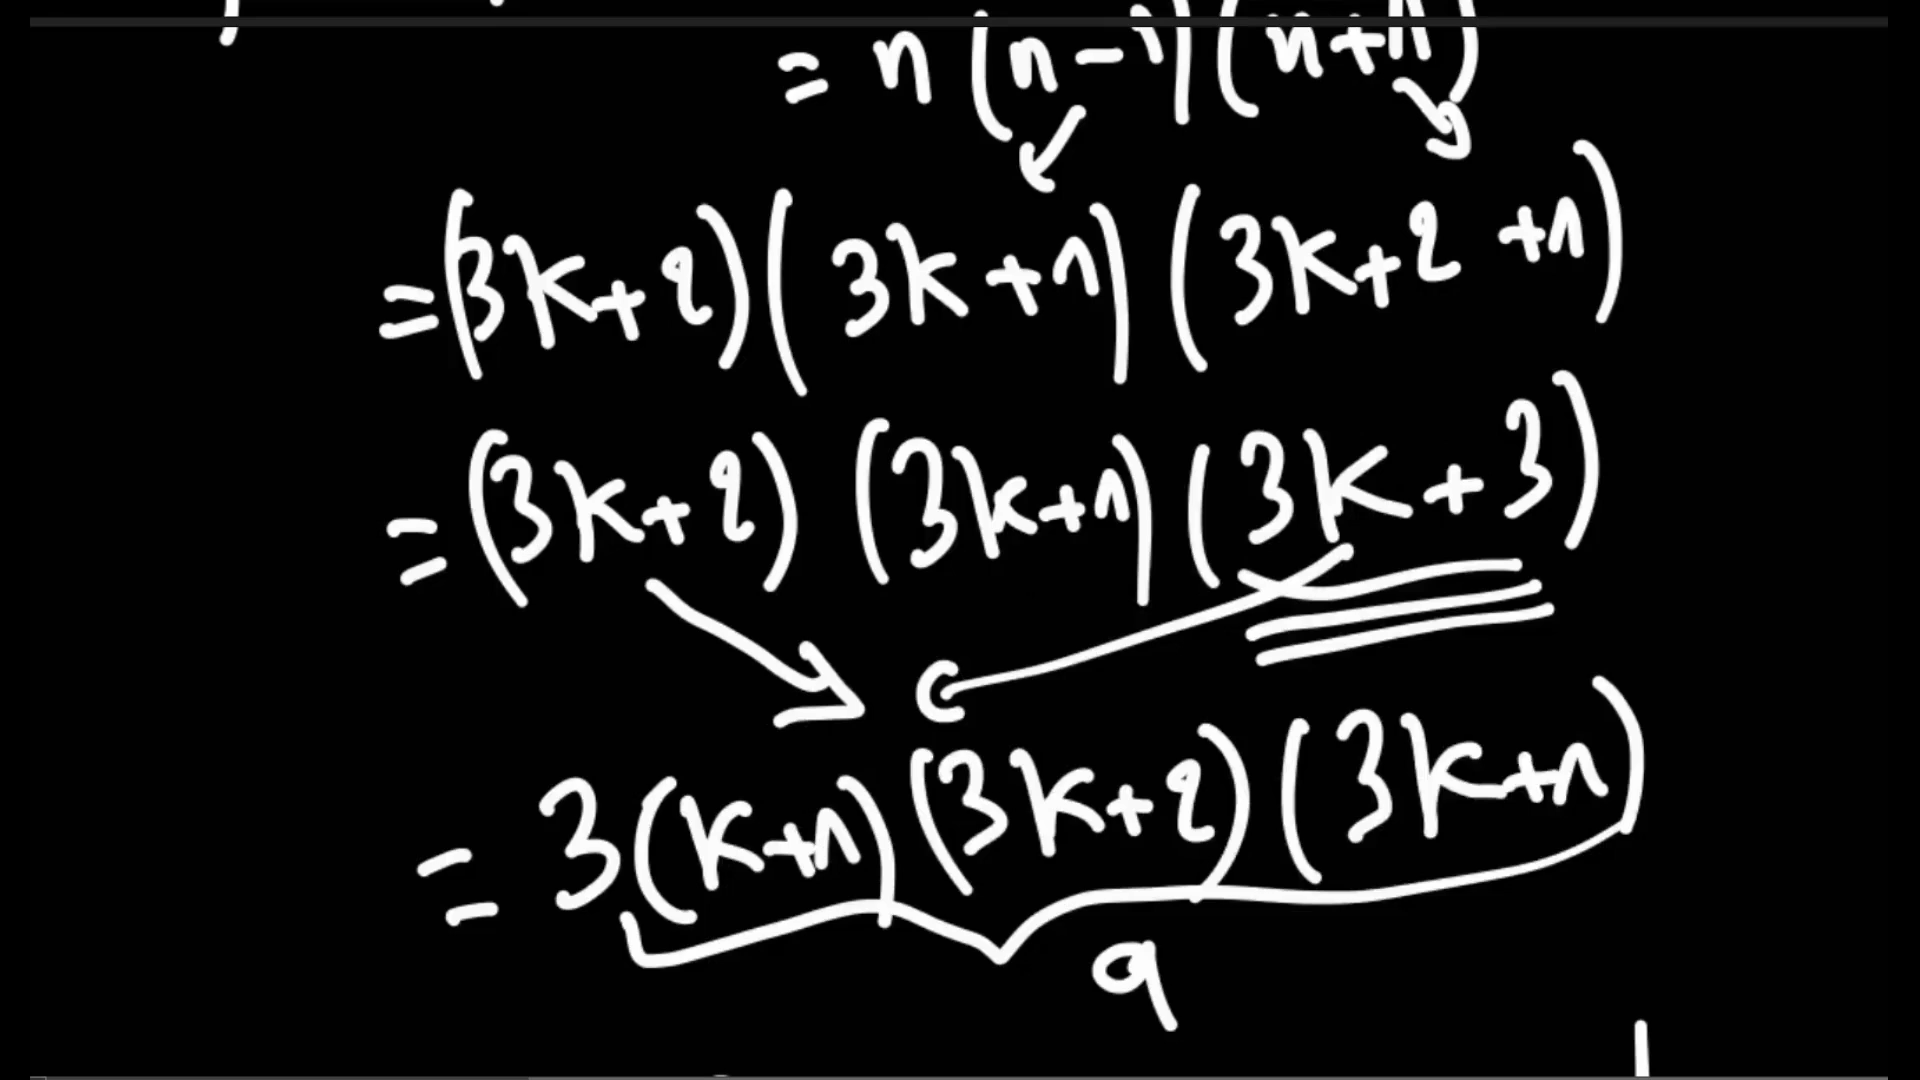 = n(n-1)(n+1)
=(3k+2)(3k+1)(3k+2+1)
=(3k+2)(3k+1)(3k+3)
=3(k+1)(3k+2)(3k+1)
q